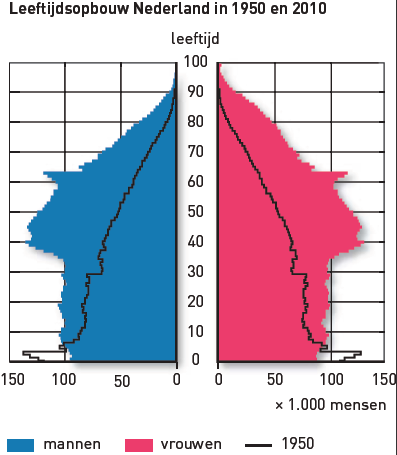 Leeftijdsopbouw Nederland in 1950 en 2010
leeftijd
100
90
80
70
60
50
40
30
20
10
0
150 100 50 0 0 50 100 150
× 1.000 mensen
mannen vrouwen 1950